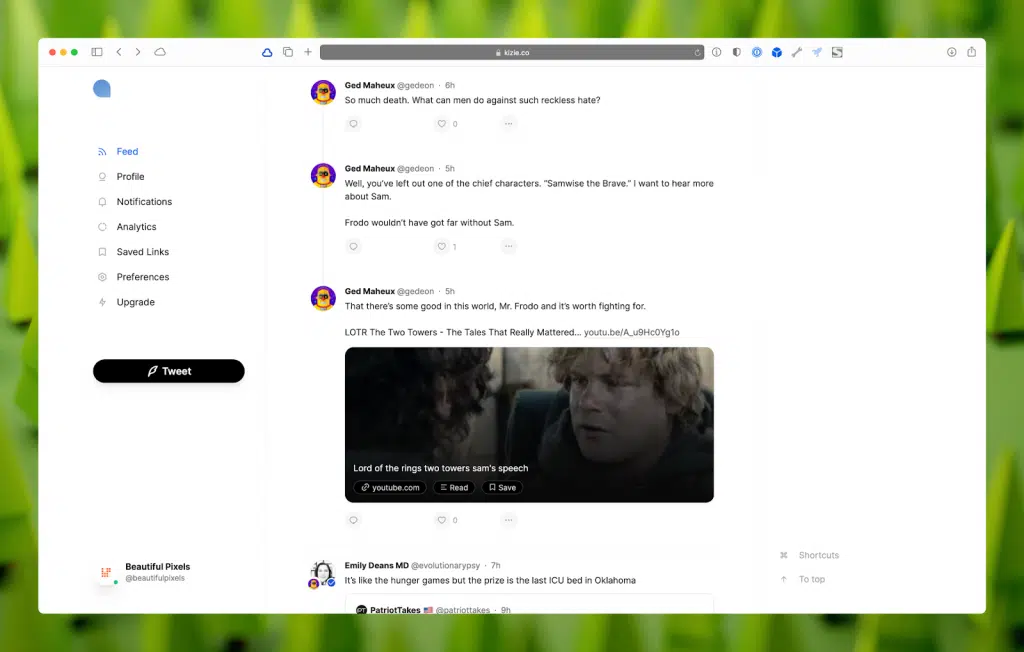 kizie.co
Feed
Profile
Notifications
Analytics
Saved Links
Preferences
Upgrade
Tweet
Beautiful Pixels
@beautifulpixels
Ged Maheux @gedeon · 6h
So much death. What can men do against such reckless hate?
0
Ged Maheux @gedeon · 5h
Well, you've left out one of the chief characters. “Samwise the Brave.” I want to hear more
about Sam.
Frodo wouldn't have got far without Sam.
1
Ged Maheux @gedeon · 5h
That there's some good in this world, Mr. Frodo and it's worth fighting for.
LOTR The Two Towers - The Tales That Really Mattered... youtu.be/A_u9Hc0Yg1o
Lord of the rings two towers sam's speech
youtube.com Read Save
0
Emily Deans MD @evolutionarypsy · 7h
It's like the hunger games but the prize is the last ICU bed in Oklahoma
PT PatriotTakes 🇺🇸 @patriottakes · 9h
⌘ Shortcuts
↑ To top